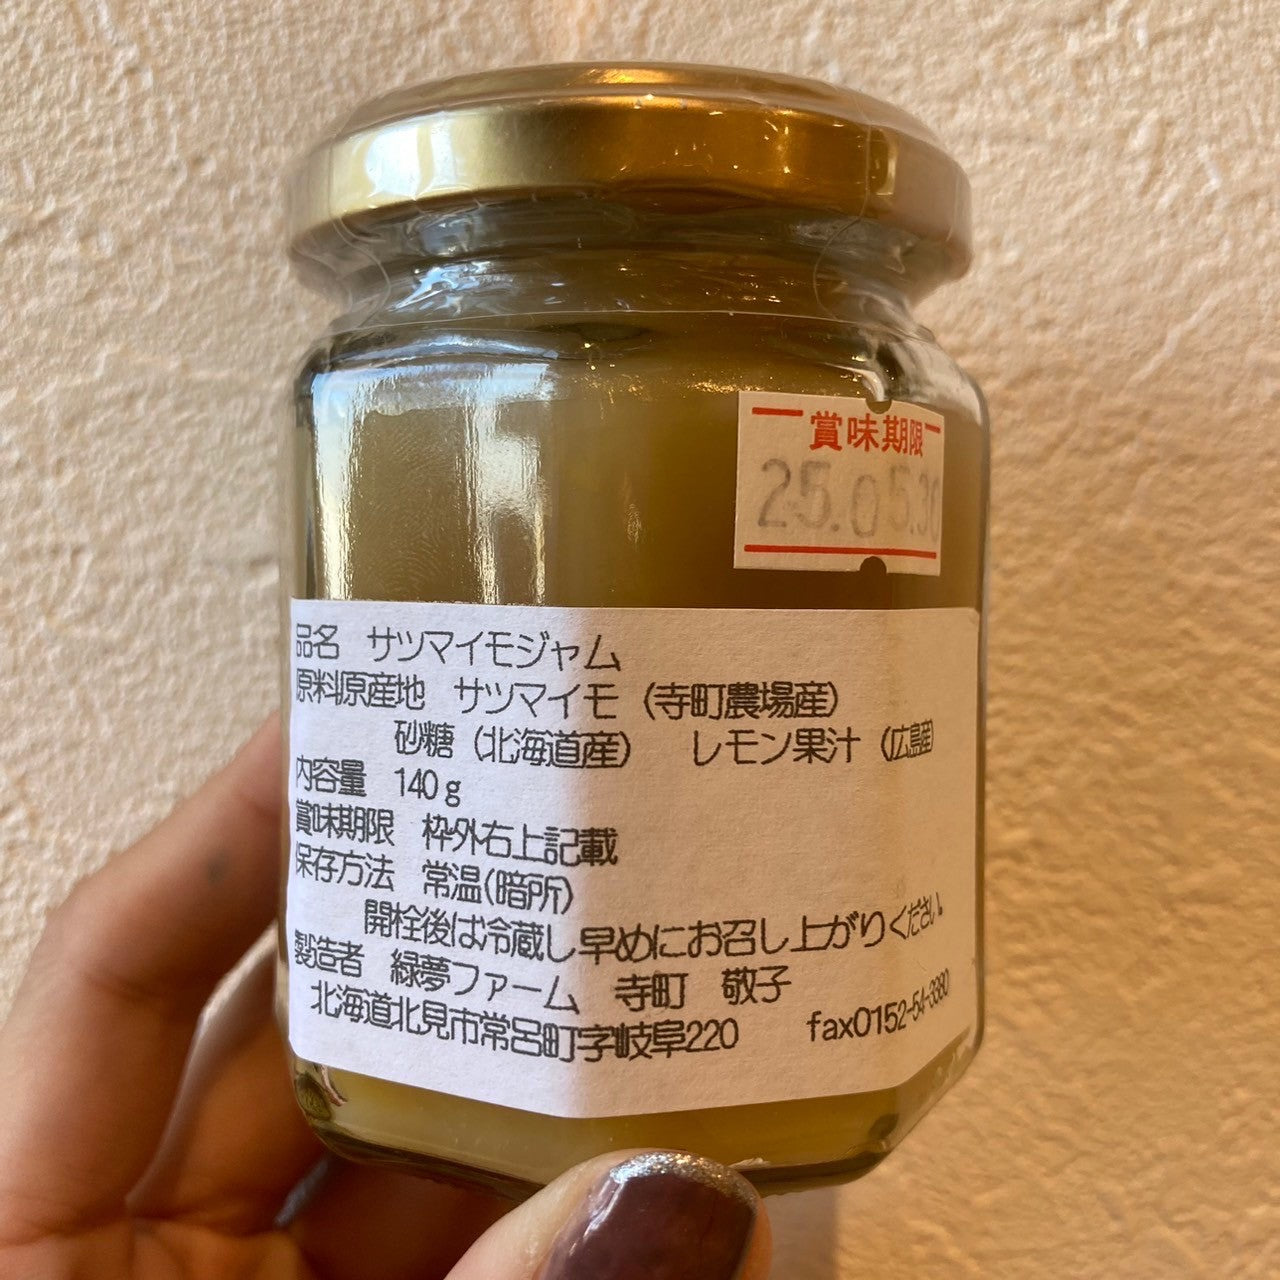 賞味期限
25.05.30
品名　サツマイモジャム
原料原産地　サツマイモ（寺町農場産）
砂糖（北海道産）　レモン果汁（広島産）
内容量　140ｇ
賞味期限　枠外右上記載
保存方法　常温(暗所)
開栓後は冷蔵し早めにお召し上がりください。
製造者　緑夢ファーム　寺町　敬子
北海道北見市常呂町字岐阜220　fax0152-54-3380